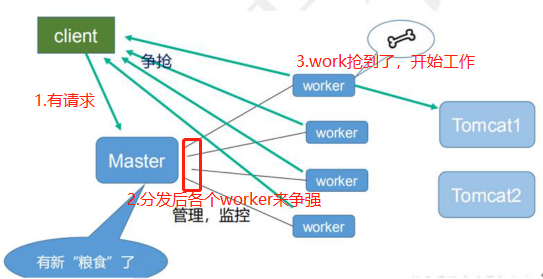 client
争抢
3.work抢到了，开始工作
1.有请求
worker
Tomcat1
worker
Master
worker
Tomcat2
2.分发后各个worker来争强
管理，监控
worker
有新“粮食”了